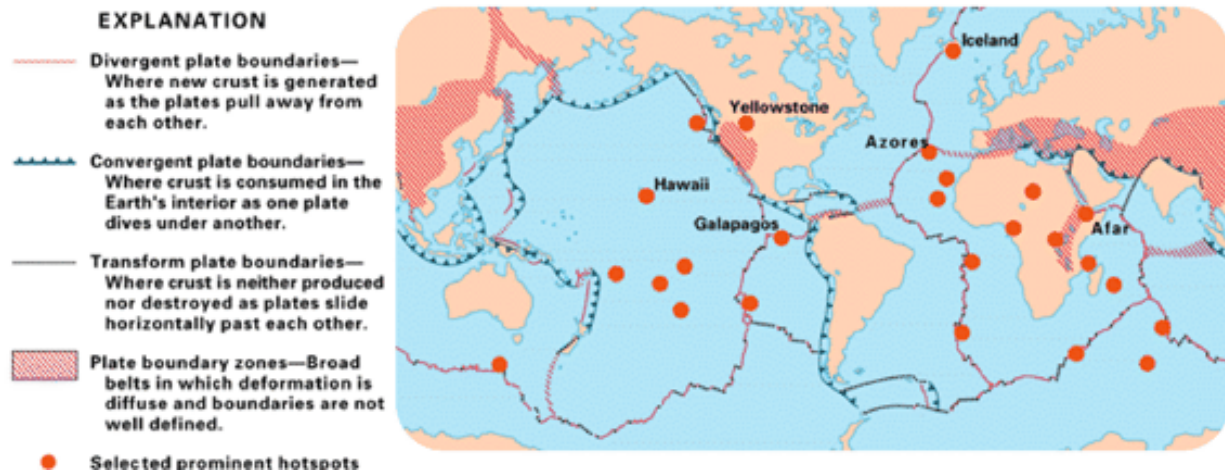 EXPLANATION
Divergent plate boundaries—
Where new crust is generated
as the plates pull away from
each other.
Convergent plate boundaries—
Where crust is consumed in the
Earth's interior as one plate
dives under another.
Transform plate boundaries—
Where crust is neither produced
nor destroyed as plates slide
horizontally past each other.
Plate boundary zones—Broad
belts in which deformation is
diffuse and boundaries are not
well defined.
Selected prominent hotspots
Iceland
Yellowstone
Azores
Hawaii
Galapagos
Afar